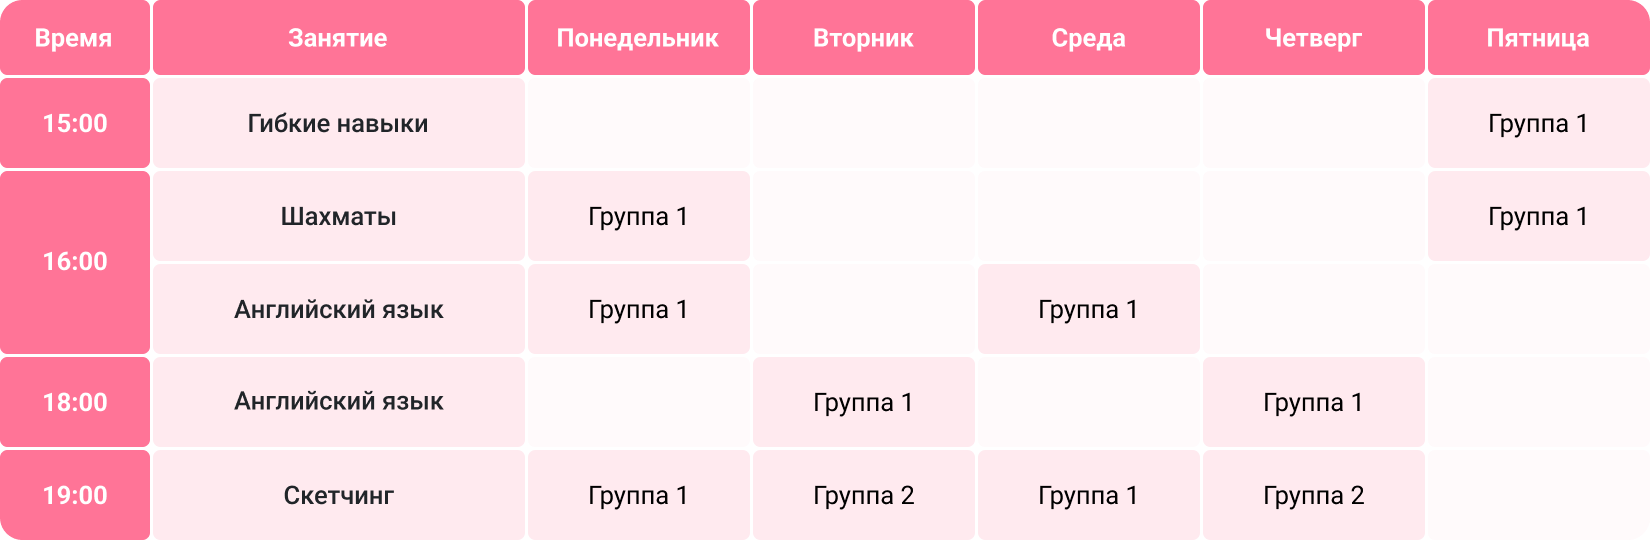 Время Занятие Понедельник Вторник Среда Четверг Пятница
15:00 Гибкие навыки Группа 1
16:00 Шахматы Группа 1 Группа 1
Английский язык Группа 1 Группа 1
18:00 Английский язык Группа 1 Группа 1
19:00 Скетчинг Группа 1 Группа 2 Группа 1 Группа 2